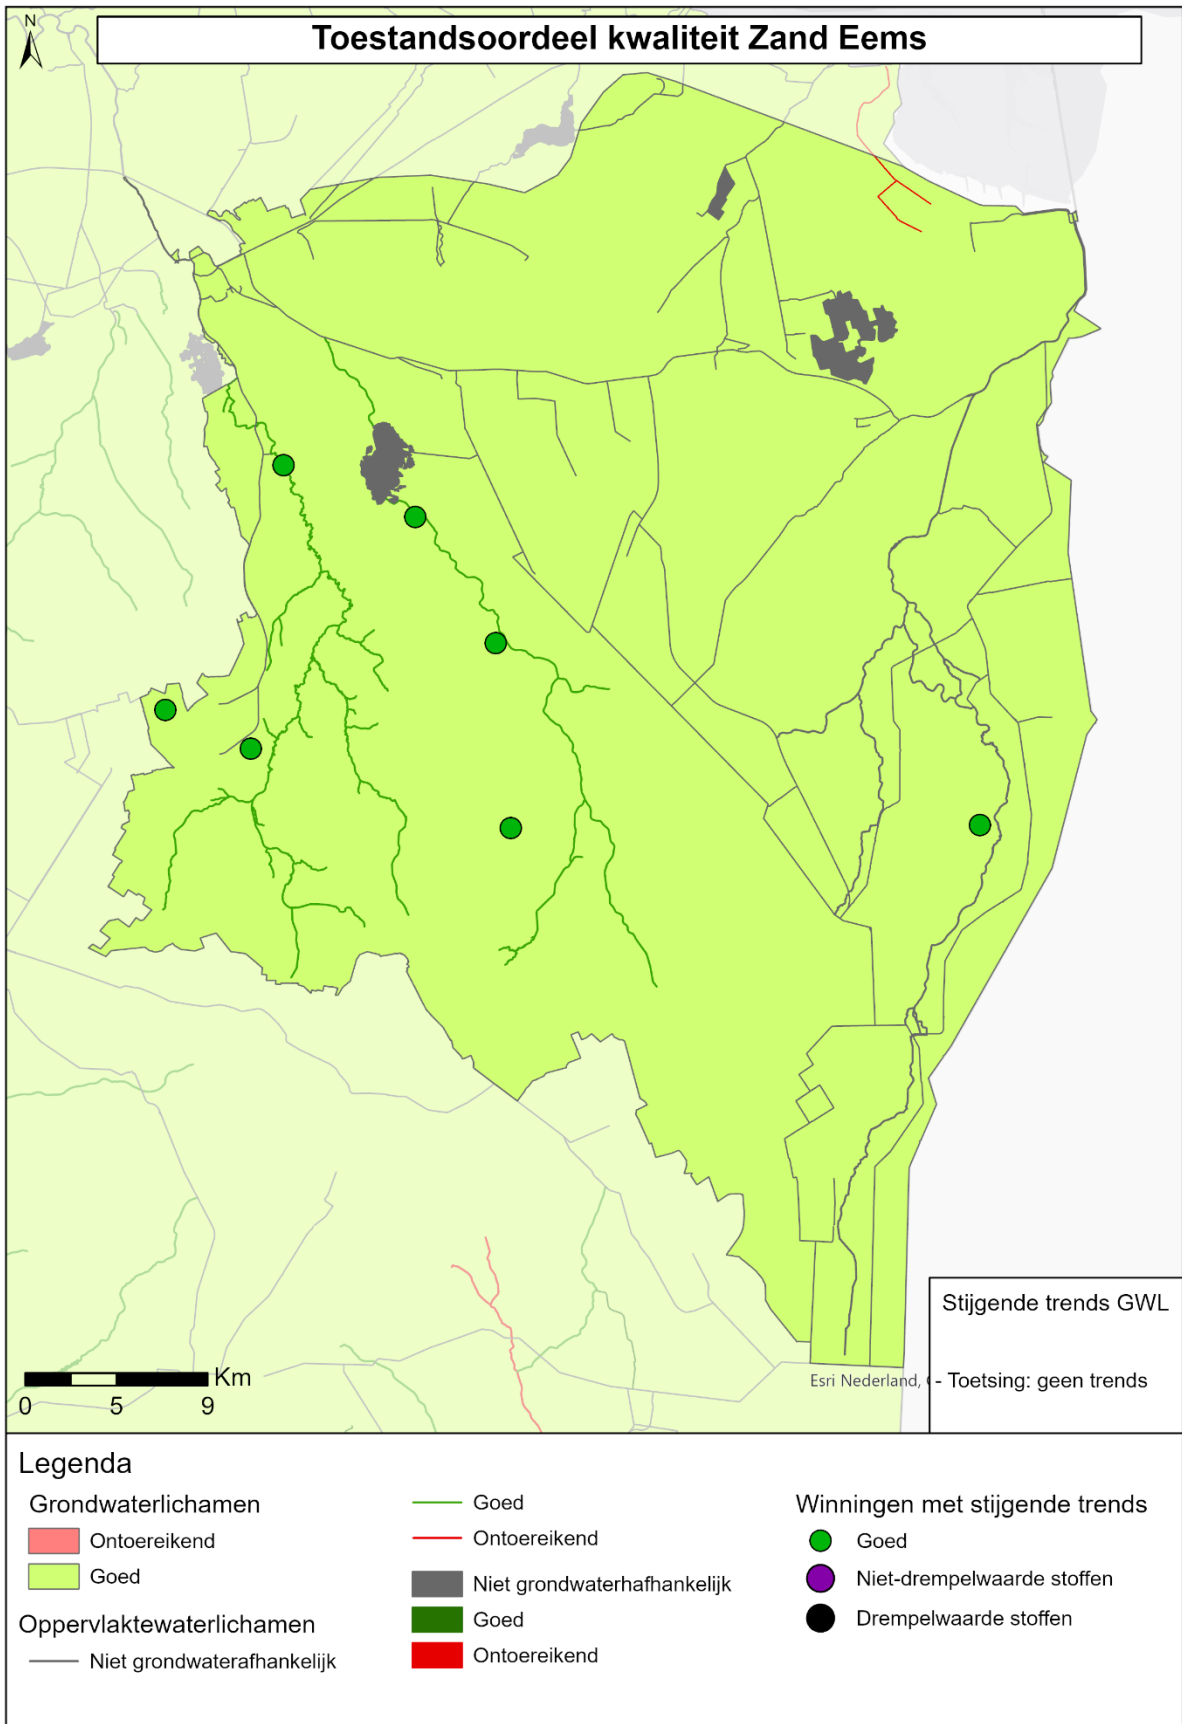 N
Toestandsoordeel kwaliteit Zand Eems
Stijgende trends GWL
- Toetsing: geen trends
Esri Nederland,
Km
0 5 9
Legenda
Grondwaterlichamen
Ontoereikend
Goed
Oppervlaktewaterlichamen
Niet grondwaterafhankelijk
Goed
Ontoereikend
Niet grondwaterhafhankelijk
Goed
Ontoereikend
Winningen met stijgende trends
Goed
Niet-drempelwaarde stoffen
Drempelwaarde stoffen